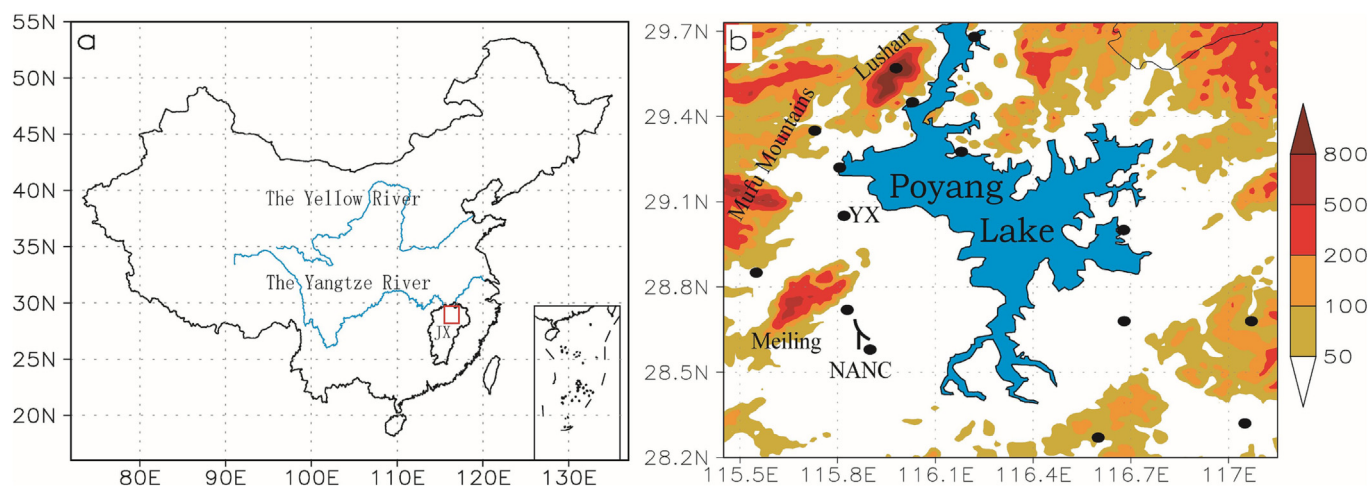 a
55N
50N
45N
40N
35N
30N
25N
20N
80E
90E
100E
110E
120E
130E
The Yellow River
The Yangtze River
JX
b
29.7N
29.4N
29.1N
28.8N
28.5N
28.2N
115.5E
115.8E
116.1E
116.4E
116.7E
117E
Lushan
Mufu Mountains
Poyang
Lake
YX
Meiling
NANC
800
500
200
100
50